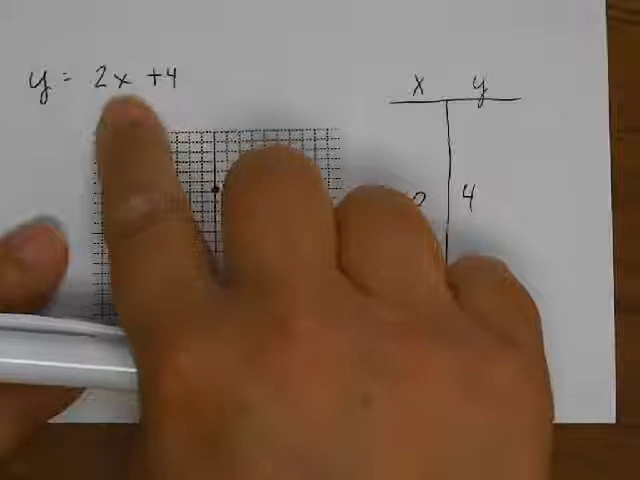 y = 2x + 4
x y
4